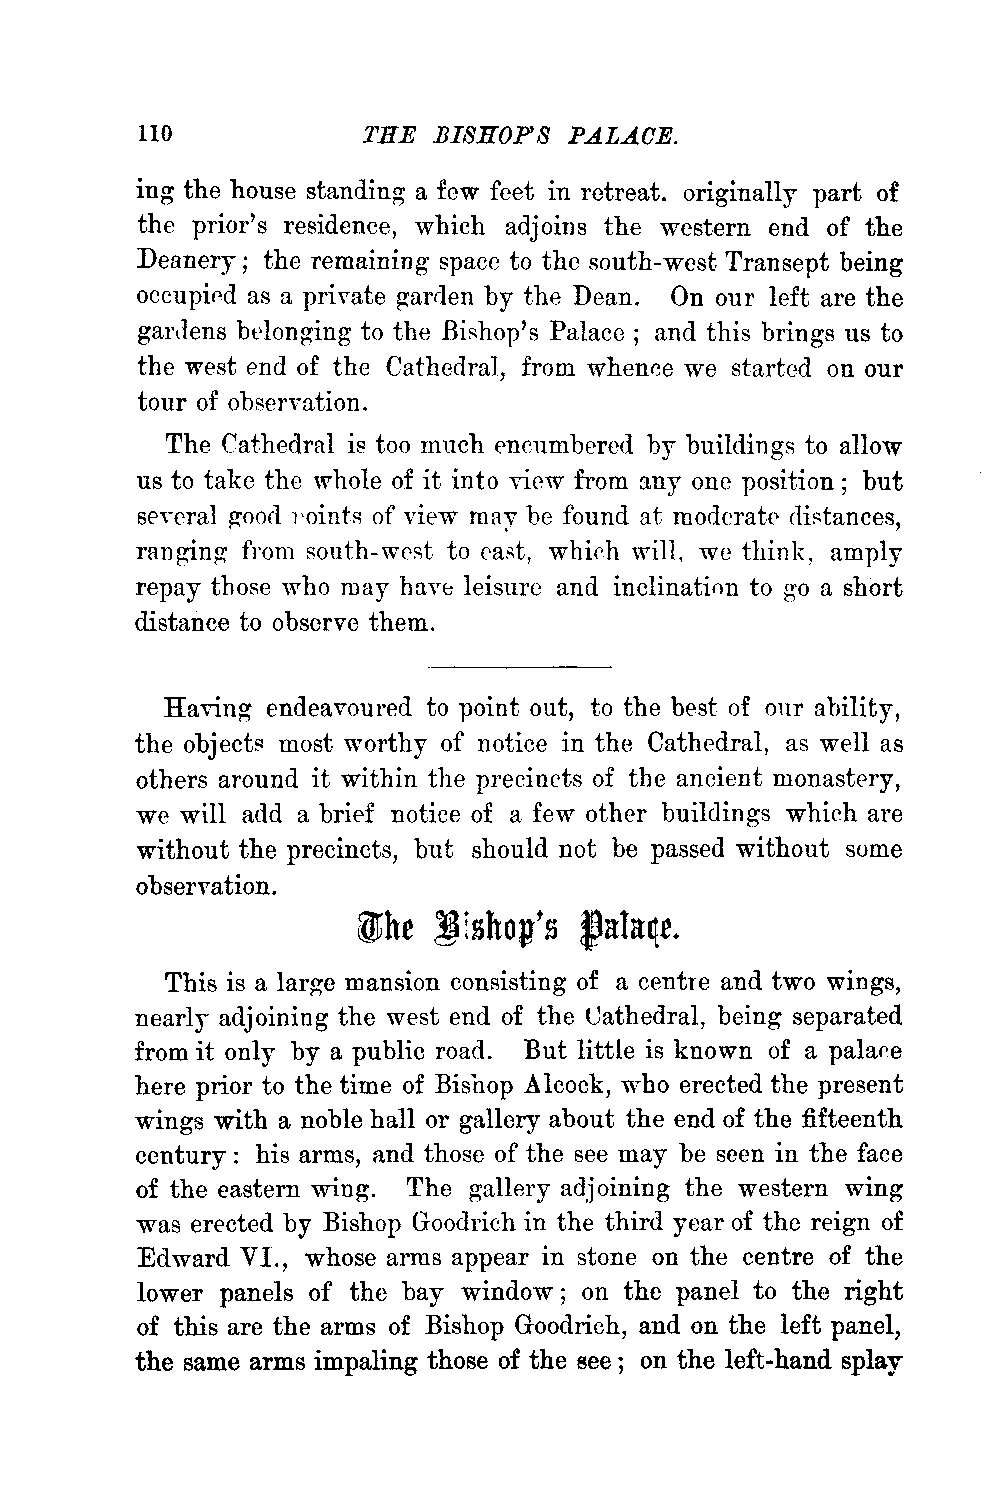 110 THE BISHOP'S PALACE.
ing the house standing a few feet in retreat. originally part of
the prior's residence, which adjoins the western end of the
Deanery; the remaining space to the south-west Transept being
occupied as a private garden by the Dean. On our left are the
gardens belonging to the Bishop's Palace; and this brings us to
the west end of the Cathedral, from whence we started on our
tour of observation.
The Cathedral is too much encumbered by buildings to allow
us to take the whole of it into view from any one position; but
several good points of view may be found at moderate distances,
ranging from south-west to east, which will, we think, amply
repay those who may have leisure and inclination to go a short
distance to observe them.
Having endeavoured to point out, to the best of our ability,
the objects most worthy of notice in the Cathedral, as well as
others around it within the precincts of the ancient monastery,
we will add a brief notice of a few other buildings which are
without the precincts, but should not be passed without some
observation.
The Bishop's Palace.
This is a large mansion consisting of a centre and two wings,
nearly adjoining the west end of the Cathedral, being separated
from it only by a public road. But little is known of a palace
here prior to the time of Bishop Alcock, who erected the present
wings with a noble hall or gallery about the end of the fifteenth
century: his arms, and those of the see may be seen in the face
of the eastern wing. The gallery adjoining the western wing
was erected by Bishop Goodrich in the third year of the reign of
Edward VI., whose arms appear in stone on the centre of the
lower panels of the bay window; on the panel to the right
of this are the arms of Bishop Goodrich, and on the left panel,
the same arms impaling those of the see; on the left-hand splay